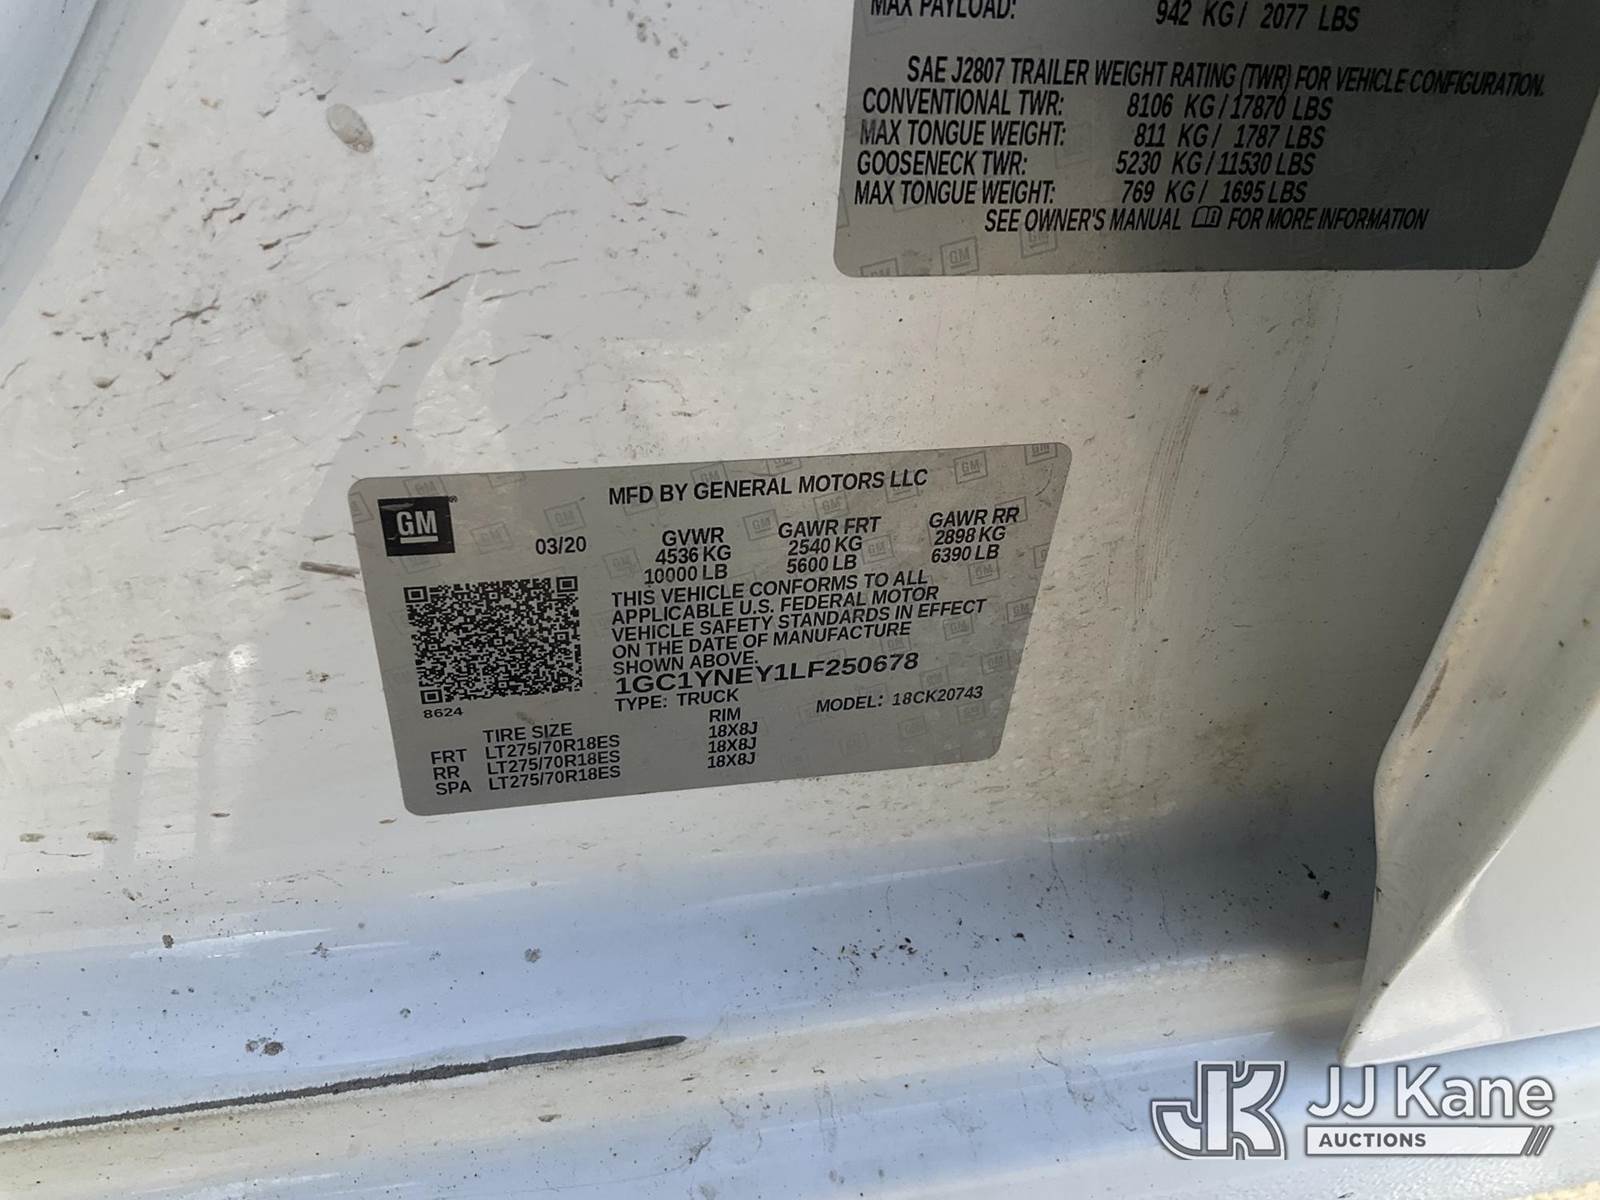 MAX PAYLOAD: 942 KG / 2077 LBS
SAE J2807 TRAILER WEIGHT RATING (TWR) FOR VEHICLE CONFIGURATION.
CONVENTIONAL TWR: 8106 KG / 17870 LBS
MAX TONGUE WEIGHT: 811 KG / 1787 LBS
GOOSENECK TWR: 5230 KG / 11530 LBS
MAX TONGUE WEIGHT: 769 KG / 1695 LBS
SEE OWNER'S MANUAL FOR MORE INFORMATION
MFD BY GENERAL MOTORS LLC
GM
03/20
GVWR GAWR FRT GAWR RR
4536 KG 2540 KG 2898 KG
10000 LB 5600 LB 6390 LB
THIS VEHICLE CONFORMS TO ALL
APPLICABLE U.S. FEDERAL MOTOR
VEHICLE SAFETY STANDARDS IN EFFECT
ON THE DATE OF MANUFACTURE
SHOWN ABOVE.
1GC1YNEY1LF250678
TYPE: TRUCK MODEL: 18CK20743
8624
TIRE SIZE RIM
FRT LT275/70R18ES 18X8J
RR LT275/70R18ES 18X8J
SPA LT275/70R18ES 18X8J
JK JJ Kane
AUCTIONS